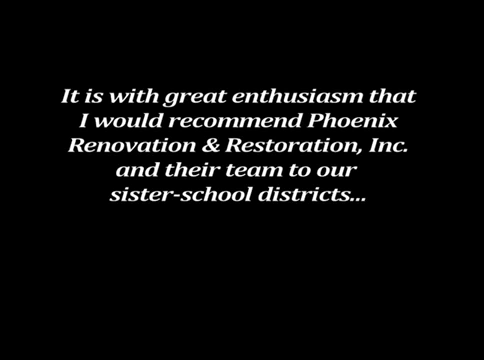 It is with great enthusiasm that
I would recommend Phoenix
Renovation & Restoration, Inc.
and their team to our
sister-school districts...